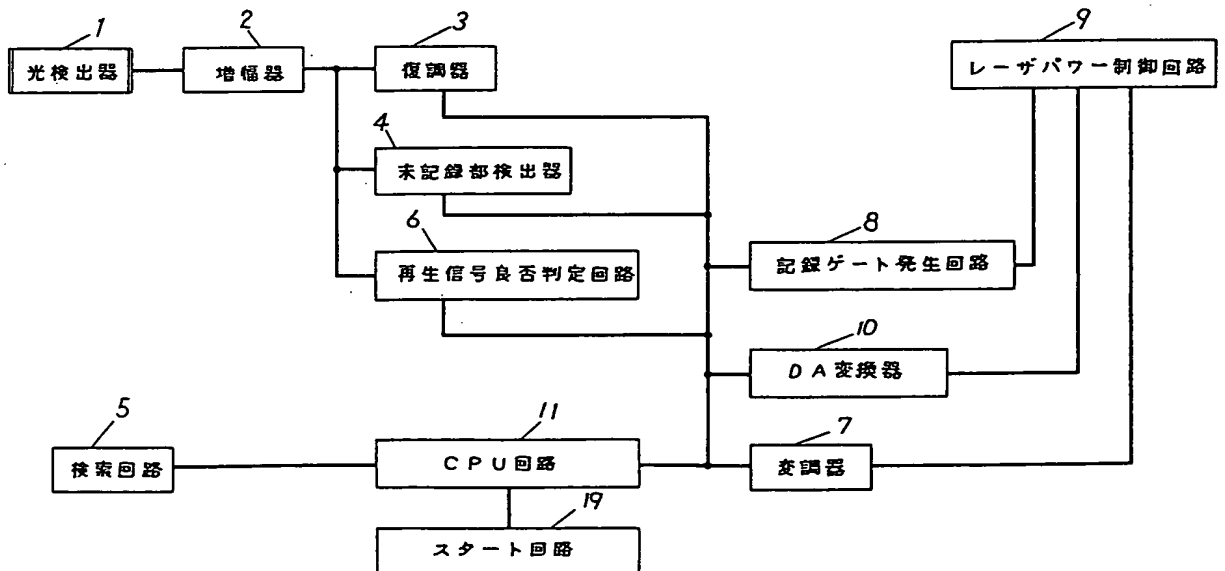 1
光検出器
2
増幅器
3
復調器
4
未記録部検出器
6
再生信号良否判定回路
9
レーザパワー制御回路
8
記録ゲート発生回路
10
DA変換器
7
変調器
5
検索回路
11
CPU回路
19
スタート回路